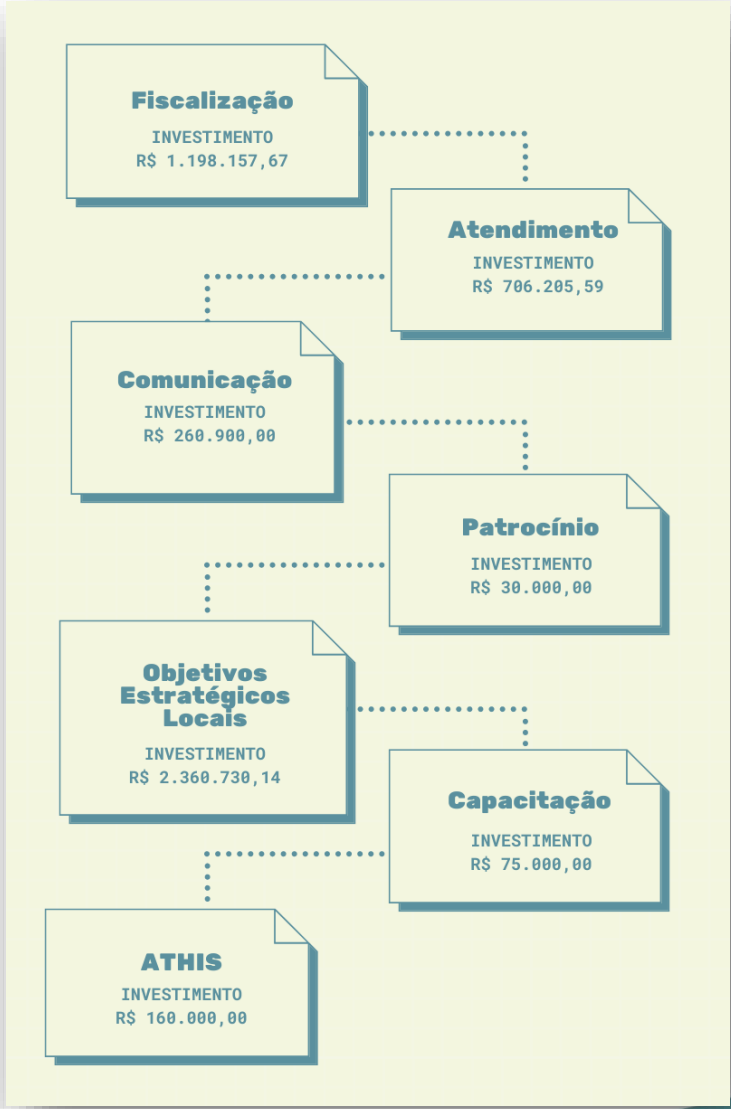 Fiscalização
INVESTIMENTO
R$ 1.198.157,67
Atendimento
INVESTIMENTO
R$ 706.205,59
Comunicação
INVESTIMENTO
R$ 260.900,00
Patrocínio
INVESTIMENTO
R$ 30.000,00
Objetivos
Estratégicos
Locais
INVESTIMENTO
R$ 2.360.730,14
Capacitação
INVESTIMENTO
R$ 75.000,00
ATHIS
INVESTIMENTO
R$ 160.000,00